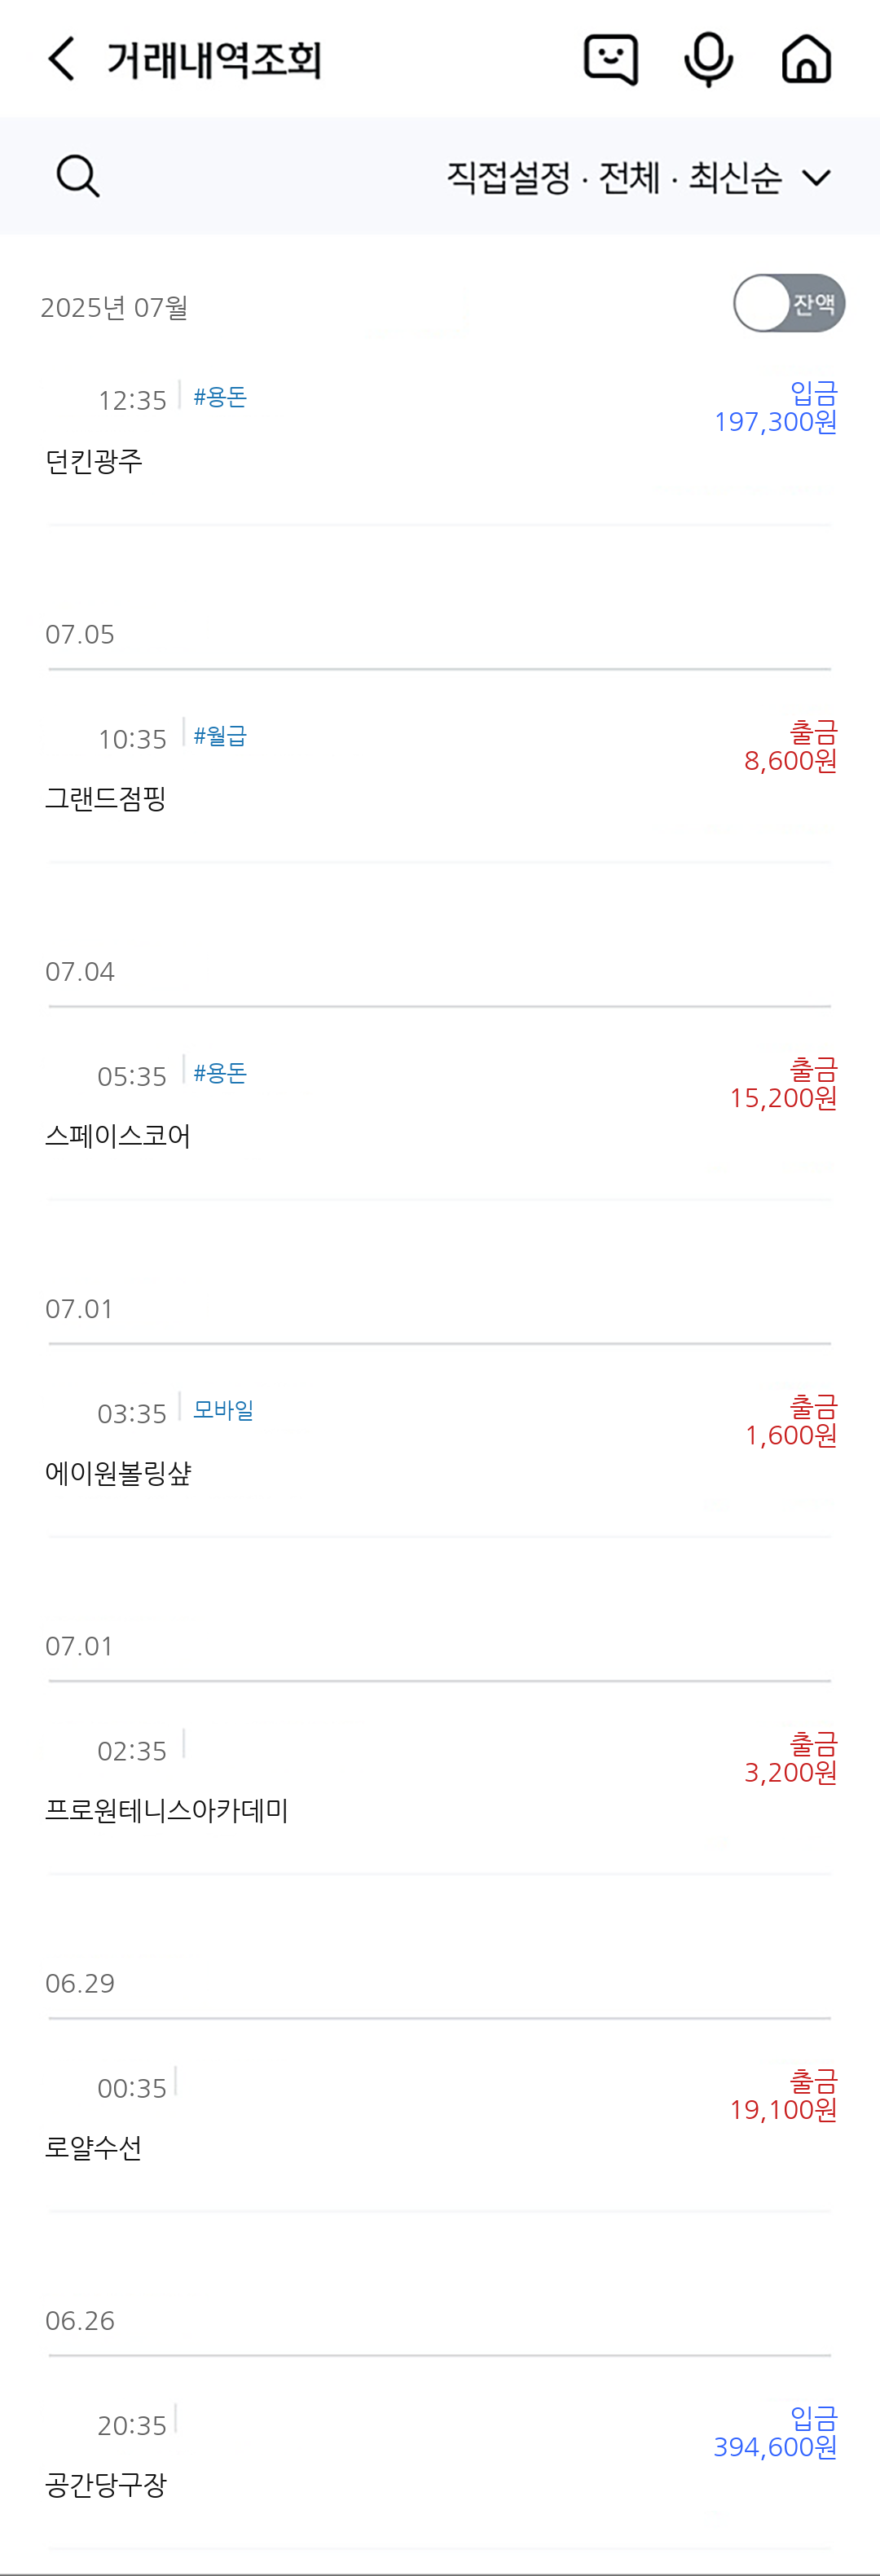 거래내역조회
직접설정 · 전체 · 최신순
2025년 07월
잔액
12:35 #용돈
입금
197,300원
던킨광주
07.05
10:35 #월급
출금
8,600원
그랜드점핑
07.04
05:35 #용돈
출금
15,200원
스페이스코어
07.01
03:35 모바일
출금
1,600원
에이원볼링샾
07.01
02:35
출금
3,200원
프로원테니스아카데미
06.29
00:35
출금
19,100원
로얄수선
06.26
20:35
입금
394,600원
공간당구장